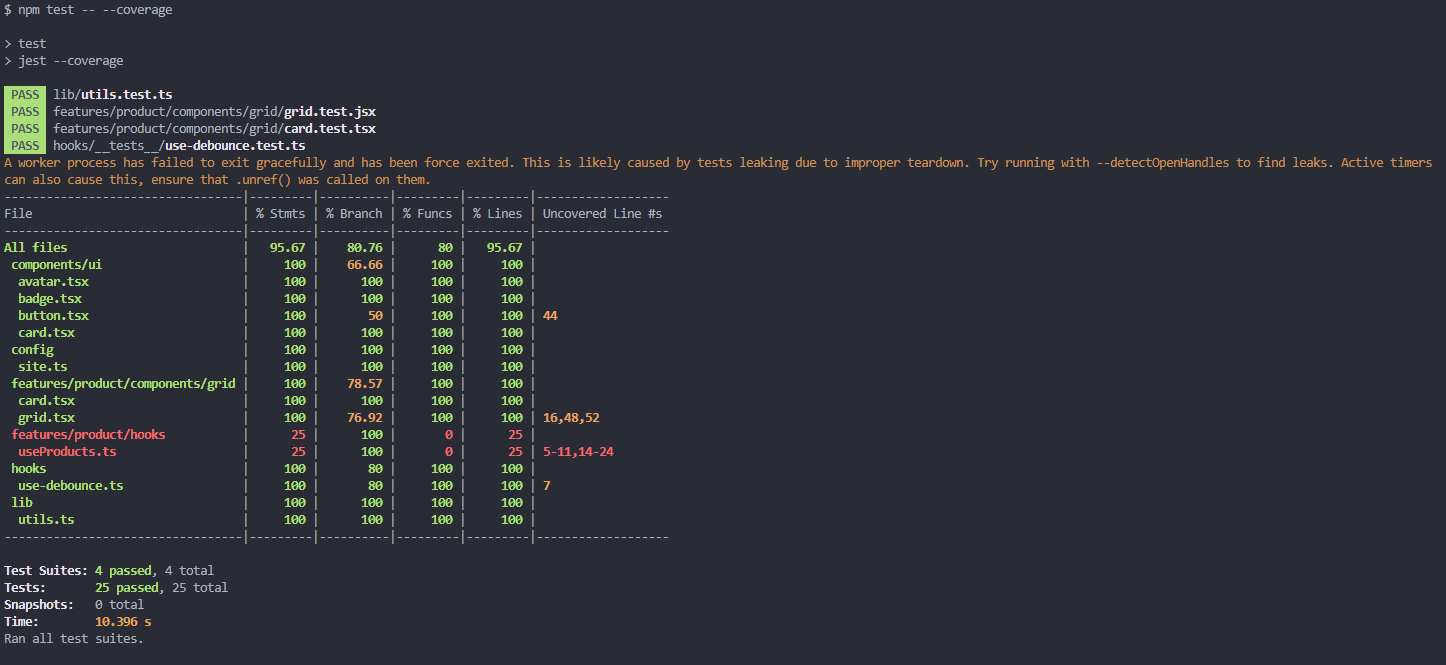 $ npm test -- --coverage
> test
> jest --coverage
PASS lib/utils.test.ts
PASS features/product/components/grid/grid.test.jsx
PASS features/product/components/grid/card.test.tsx
PASS hooks/__tests__/use-debounce.test.ts
A worker process has failed to exit gracefully and has been force exited. This is likely caused by tests leaking due to improper teardown. Try running with --detectOpenHandles to find leaks. Active timers
can also cause this, ensure that .unref() was called on them.
----------------------------------|---------|----------|---------|---------|-------------------
File                              | % Stmts | % Branch | % Funcs | % Lines | Uncovered Line #s
----------------------------------|---------|----------|---------|---------|-------------------
All files                         |   95.67 |    80.76 |      80 |   95.67 |
 components/ui                    |     100 |    66.66 |     100 |     100 |
  avatar.tsx                      |     100 |      100 |     100 |     100 |
  badge.tsx                       |     100 |      100 |     100 |     100 |
  button.tsx                      |     100 |       50 |     100 |     100 | 44
  card.tsx                        |     100 |      100 |     100 |     100 |
 config                           |     100 |      100 |     100 |     100 |
  site.ts                         |     100 |      100 |     100 |     100 |
 features/product/components/grid |     100 |    78.57 |     100 |     100 |
  card.tsx                        |     100 |      100 |     100 |     100 |
  grid.tsx                        |     100 |    76.92 |     100 |     100 | 16,48,52
 features/product/hooks           |      25 |      100 |       0 |      25 |
  useProducts.ts                  |      25 |      100 |       0 |      25 | 5-11,14-24
 hooks                            |     100 |       80 |     100 |     100 |
  use-debounce.ts                 |     100 |       80 |     100 |     100 | 7
 lib                              |     100 |      100 |     100 |     100 |
  utils.ts                        |     100 |      100 |     100 |     100 |
----------------------------------|---------|----------|---------|---------|-------------------
Test Suites: 4 passed, 4 total
Tests:       25 passed, 25 total
Snapshots:   0 total
Time:        10.396 s
Ran all test suites.